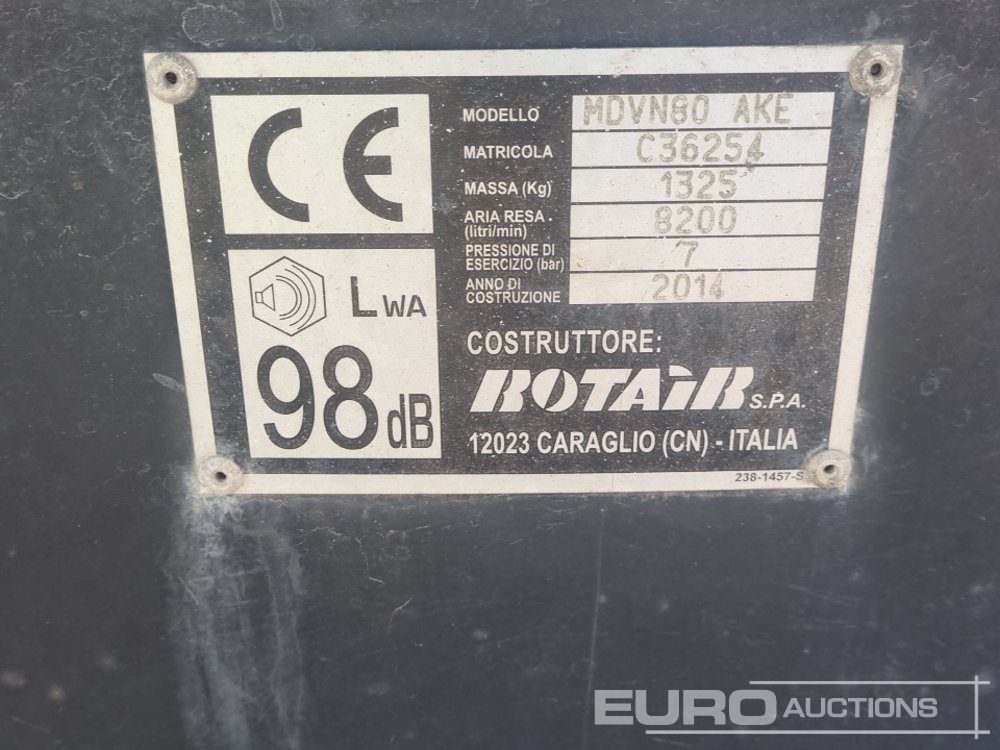 CE
MODELLO MDVN80 AKE
MATRICOLA C36254
MASSA (Kg) 1325
ARIA RESA (litri/min) 8200
PRESSIONE DI ESERCIZIO (bar) 7
ANNO DI COSTRUZIONE 2014
LWA
98dB
COSTRUTTORE:
ROTAIR S.P.A.
12023 CARAGLIO (CN) - ITALIA
238-1457-S
EURO AUCTIONS